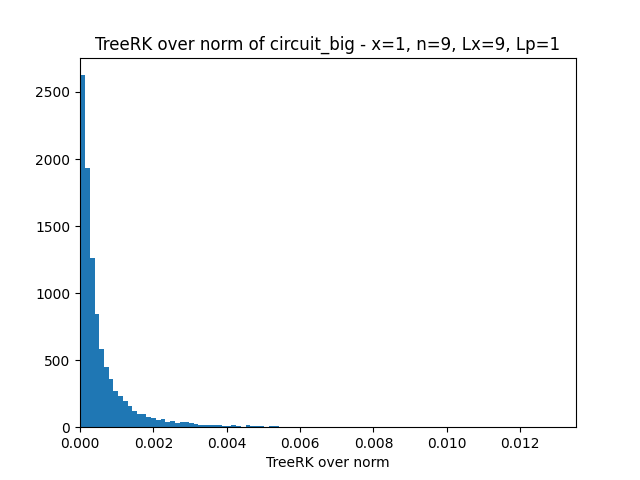 TreeRK over norm of circuit_big - x=1, n=9, Lx=9, Lp=1
2500
2000
1500
1000
500
0
0.000 0.002 0.004 0.006 0.008 0.010 0.012
TreeRK over norm